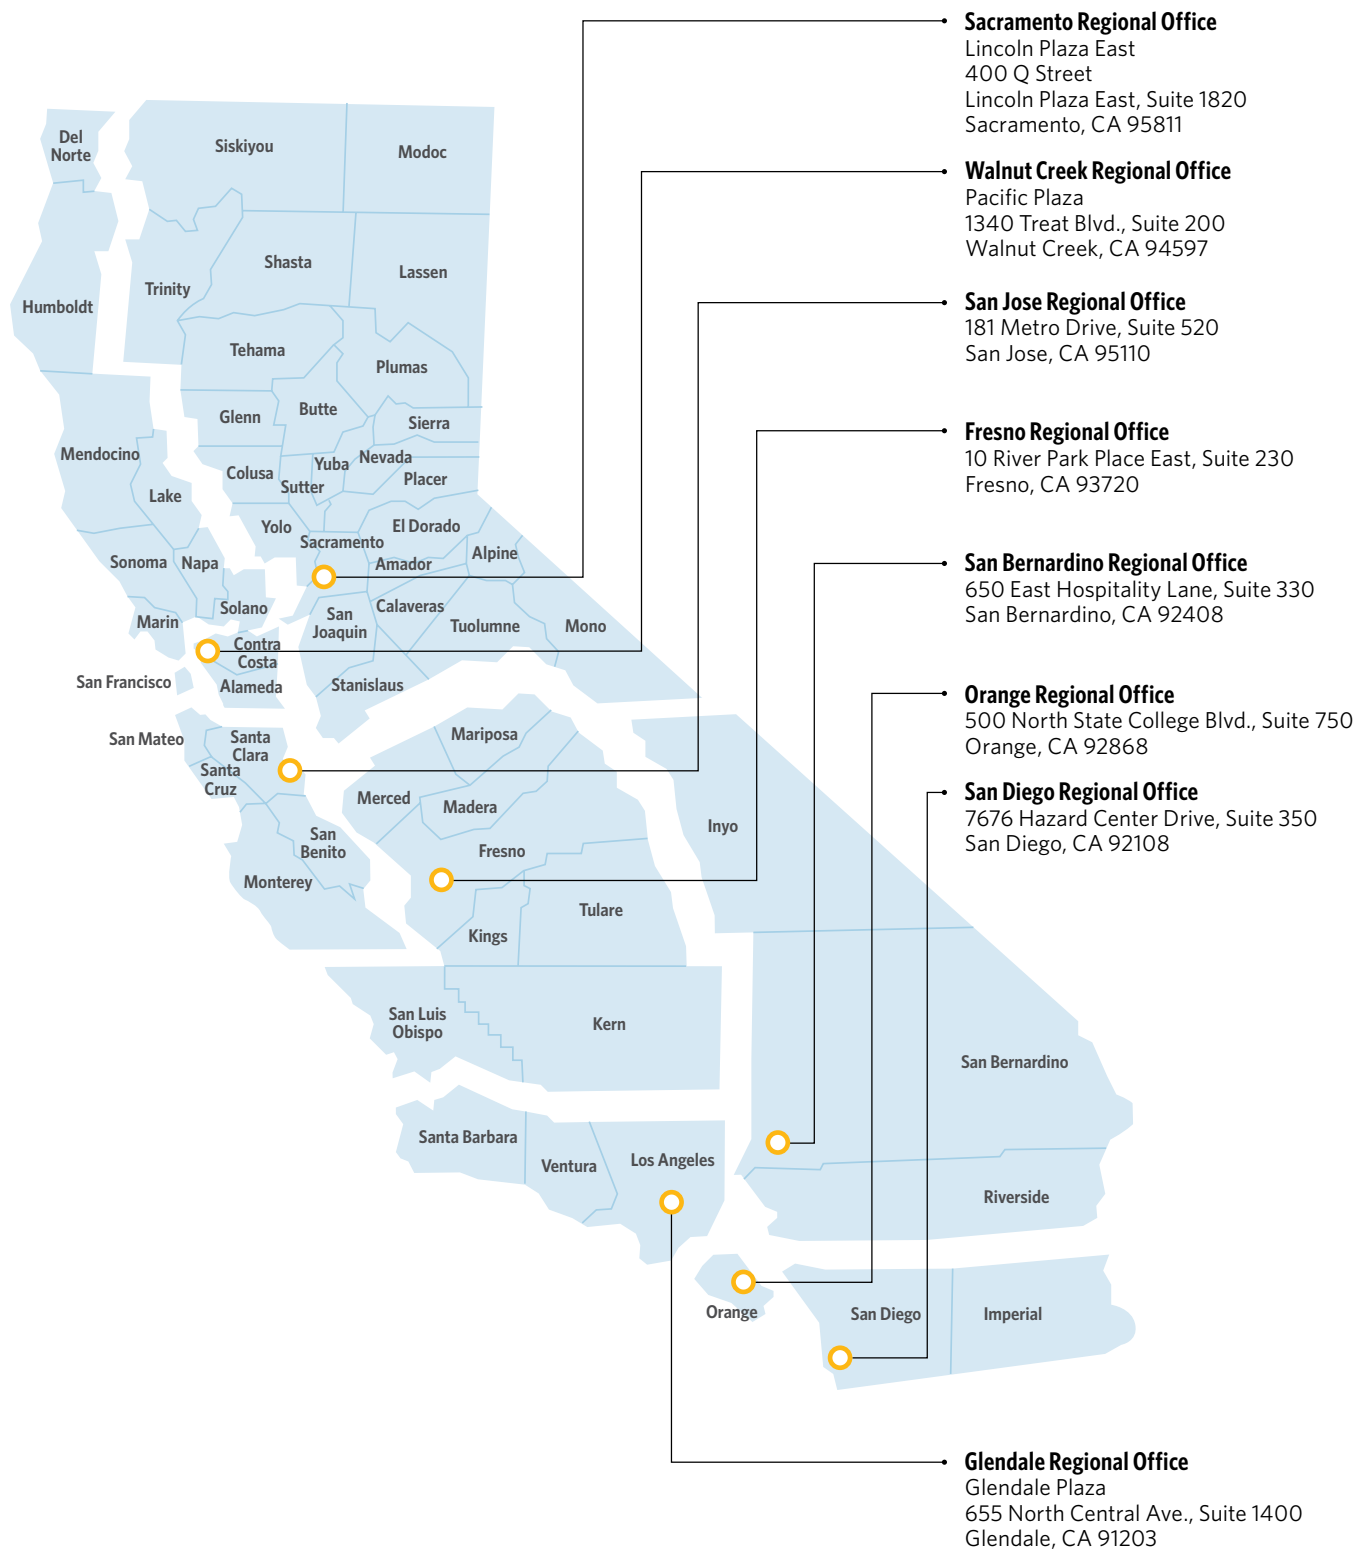 Sacramento Regional Office
Lincoln Plaza East
400 Q Street
Lincoln Plaza East, Suite 1820
Sacramento, CA 95811
Walnut Creek Regional Office
Pacific Plaza
1340 Treat Blvd., Suite 200
Walnut Creek, CA 94597
San Jose Regional Office
181 Metro Drive, Suite 520
San Jose, CA 95110
Fresno Regional Office
10 River Park Place East, Suite 230
Fresno, CA 93720
San Bernardino Regional Office
650 East Hospitality Lane, Suite 330
San Bernardino, CA 92408
Orange Regional Office
500 North State College Blvd., Suite 750
Orange, CA 92868
San Diego Regional Office
7676 Hazard Center Drive, Suite 350
San Diego, CA 92108
Glendale Regional Office
Glendale Plaza
655 North Central Ave., Suite 1400
Glendale, CA 91203
Del
Norte
Siskiyou
Modoc
Humboldt
Trinity
Shasta
Lassen
Tehama
Plumas
Glenn
Butte
Sierra
Mendocino
Lake
Colusa
Sutter
Yuba
Nevada
Placer
Yolo
El Dorado
Sacramento
Sonoma
Napa
Amador
Alpine
Marin
Solano
San
Joaquin
Calaveras
Tuolumne
Mono
Contra
Costa
San Francisco
Alameda
Stanislaus
San Mateo
Santa
Clara
Santa
Cruz
Mariposa
Merced
Madera
Inyo
San
Benito
Fresno
Monterey
Tulare
Kings
San Luis
Obispo
Kern
San Bernardino
Santa Barbara
Ventura
Los Angeles
Riverside
Orange
San Diego
Imperial